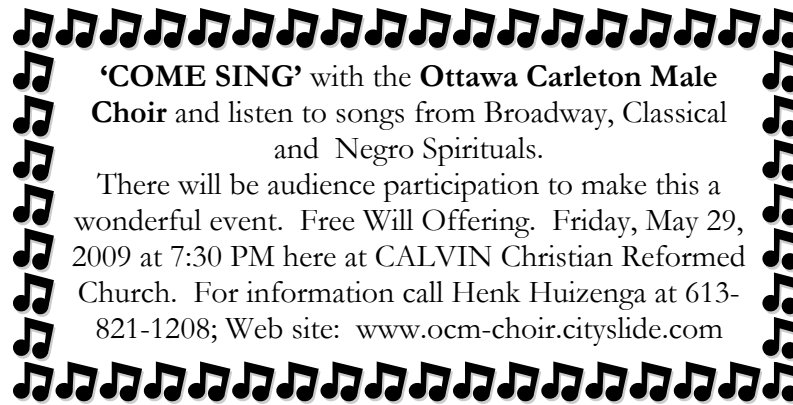 ‘COME SING’ with the Ottawa Carleton Male
Choir and listen to songs from Broadway, Classical
and  Negro Spirituals.
There will be audience participation to make this a
wonderful event.  Free Will Offering.  Friday, May 29,
2009 at 7:30 PM here at CALVIN Christian Reformed
Church.  For information call Henk Huizenga at 613-
821-1208; Web site:  www.ocm-choir.cityslide.com